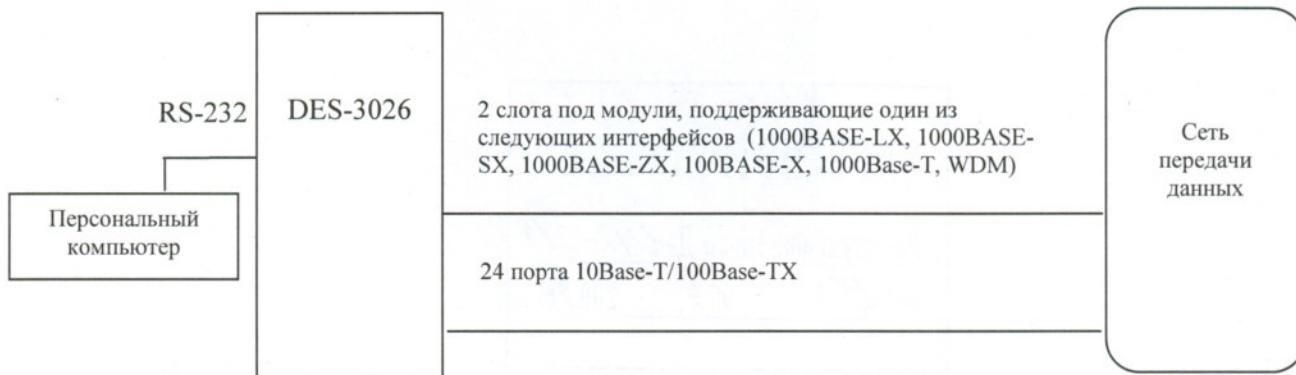 RS-232
DES-3026
2 слота под модули, поддерживающие один из
следующих интерфейсов (1000BASE-LX, 1000BASE-
SX, 1000BASE-ZX, 100BASE-X, 1000Base-T, WDM)
Сеть
передачи
данных
Персональный
компьютер
24 порта 10Base-T/100Base-TX